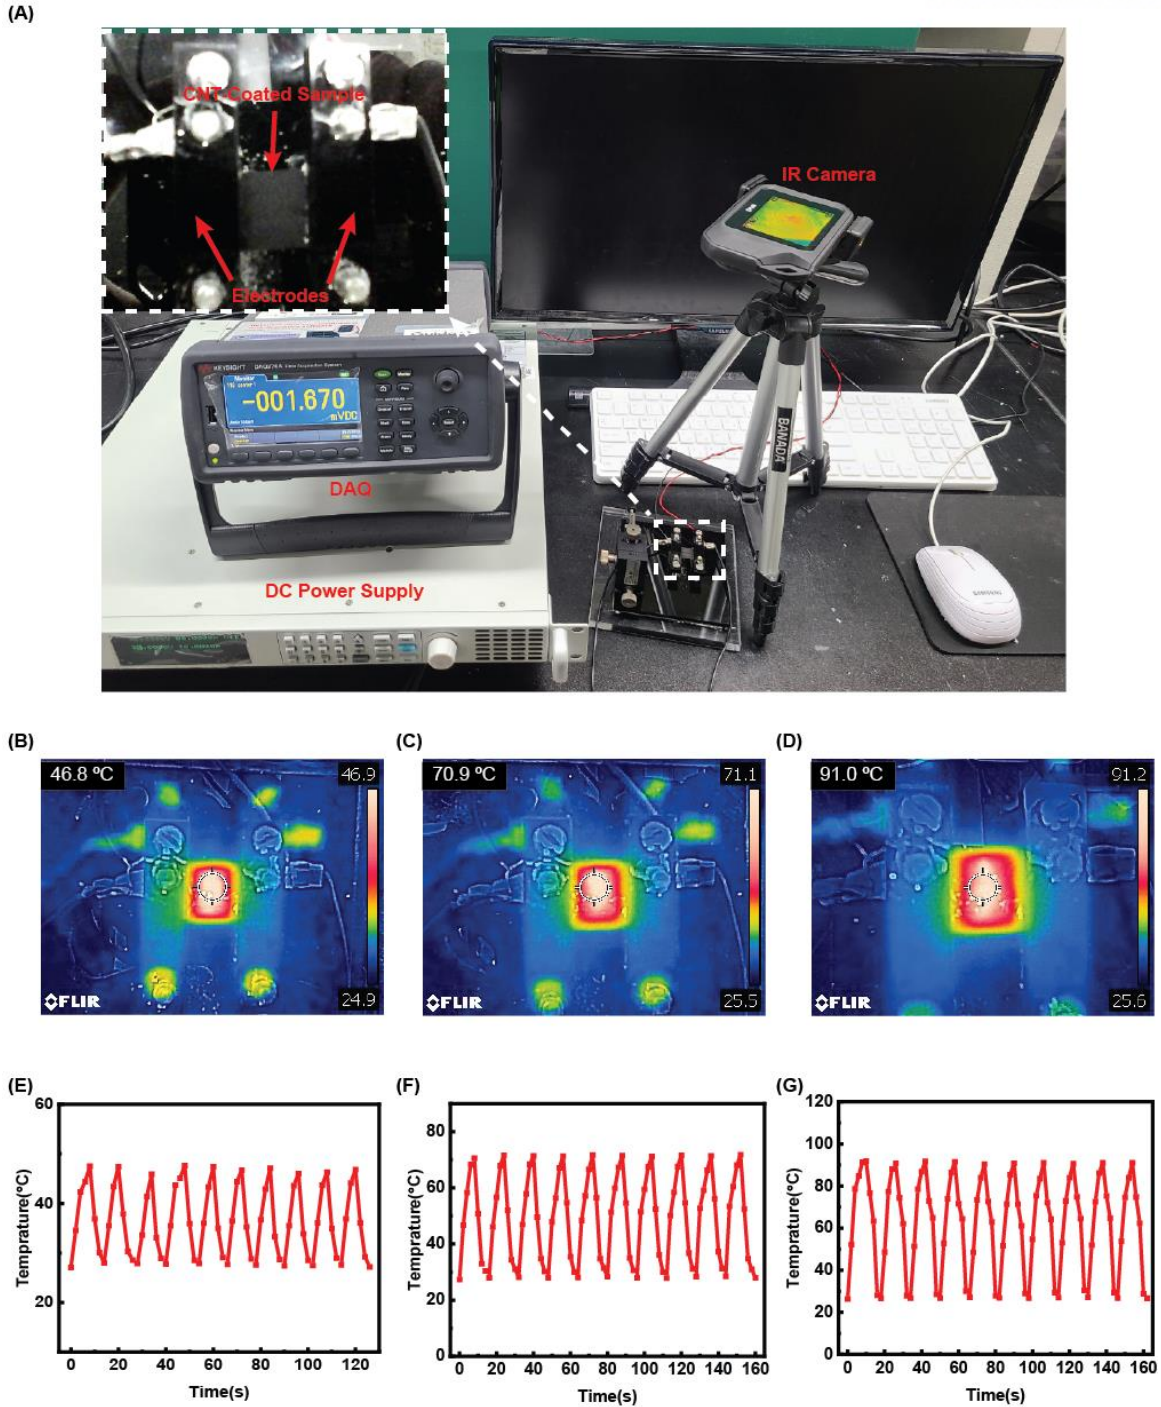 (A)
CNT-Coated Sample
Electrodes
IR Camera
KEYSIGHT
-001.670
mVDC
DAQ
BANADA
DC Power Supply
SAMSUNG
(B)
46.8 ºC
46.9
24.9
FLIR
(C)
70.9 ºC
71.1
25.5
FLIR
(D)
91.0 ºC
91.2
25.6
FLIR
(E)
Temprature(°C)
60
40
20
0 20 40 60 80 100 120
Time(s)
(F)
Temprature(°C)
80
60
40
20
0
0 20 40 60 80 100 120 140 160
Time(s)
(G)
Temprature(°C)
120
100
80
60
40
20
0
0 20 40 60 80 100 120 140 160
Time(s)